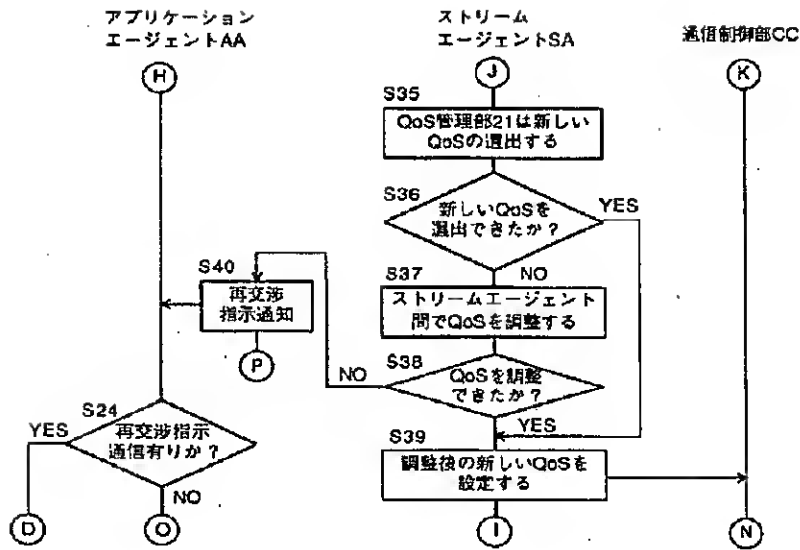 アプリケーション
エージェントAA
ストリーム
エージェントSA
通信制御部CC
H
J
K
S35
QoS管理部21は新しい
QoSの選出する
S36
新しいQoSを
選出できたか？
YES
NO
S37
ストリームエージェント
間でQoSを調整する
S40
再交渉
指示通知
P
S38
QoSを調整
できたか？
NO
YES
S24
再交渉指示
通信有りか？
YES
NO
S39
調整後の新しいQoSを
設定する
D
O
I
N